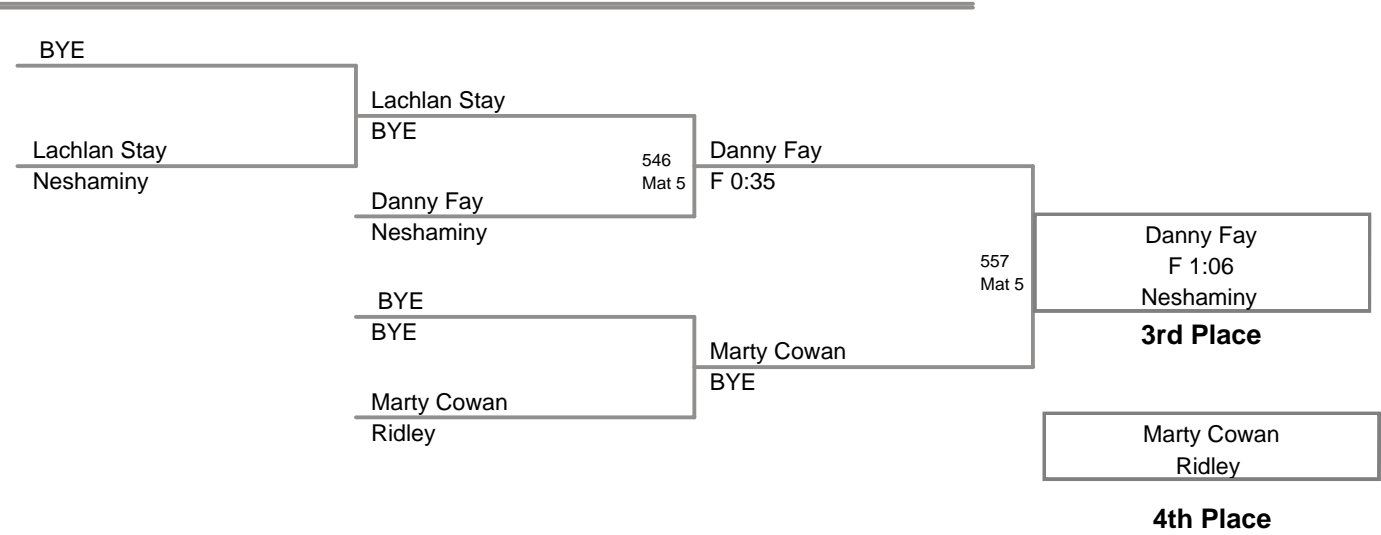 BYE
Lachlan Stay
BYE
Lachlan Stay
Neshaminy
546
Mat 5
Danny Fay
F 0:35
Danny Fay
Neshaminy
557
Mat 5
Danny Fay
F 1:06
Neshaminy
3rd Place
BYE
BYE
Marty Cowan
BYE
Marty Cowan
Ridley
Marty Cowan
Ridley
4th Place